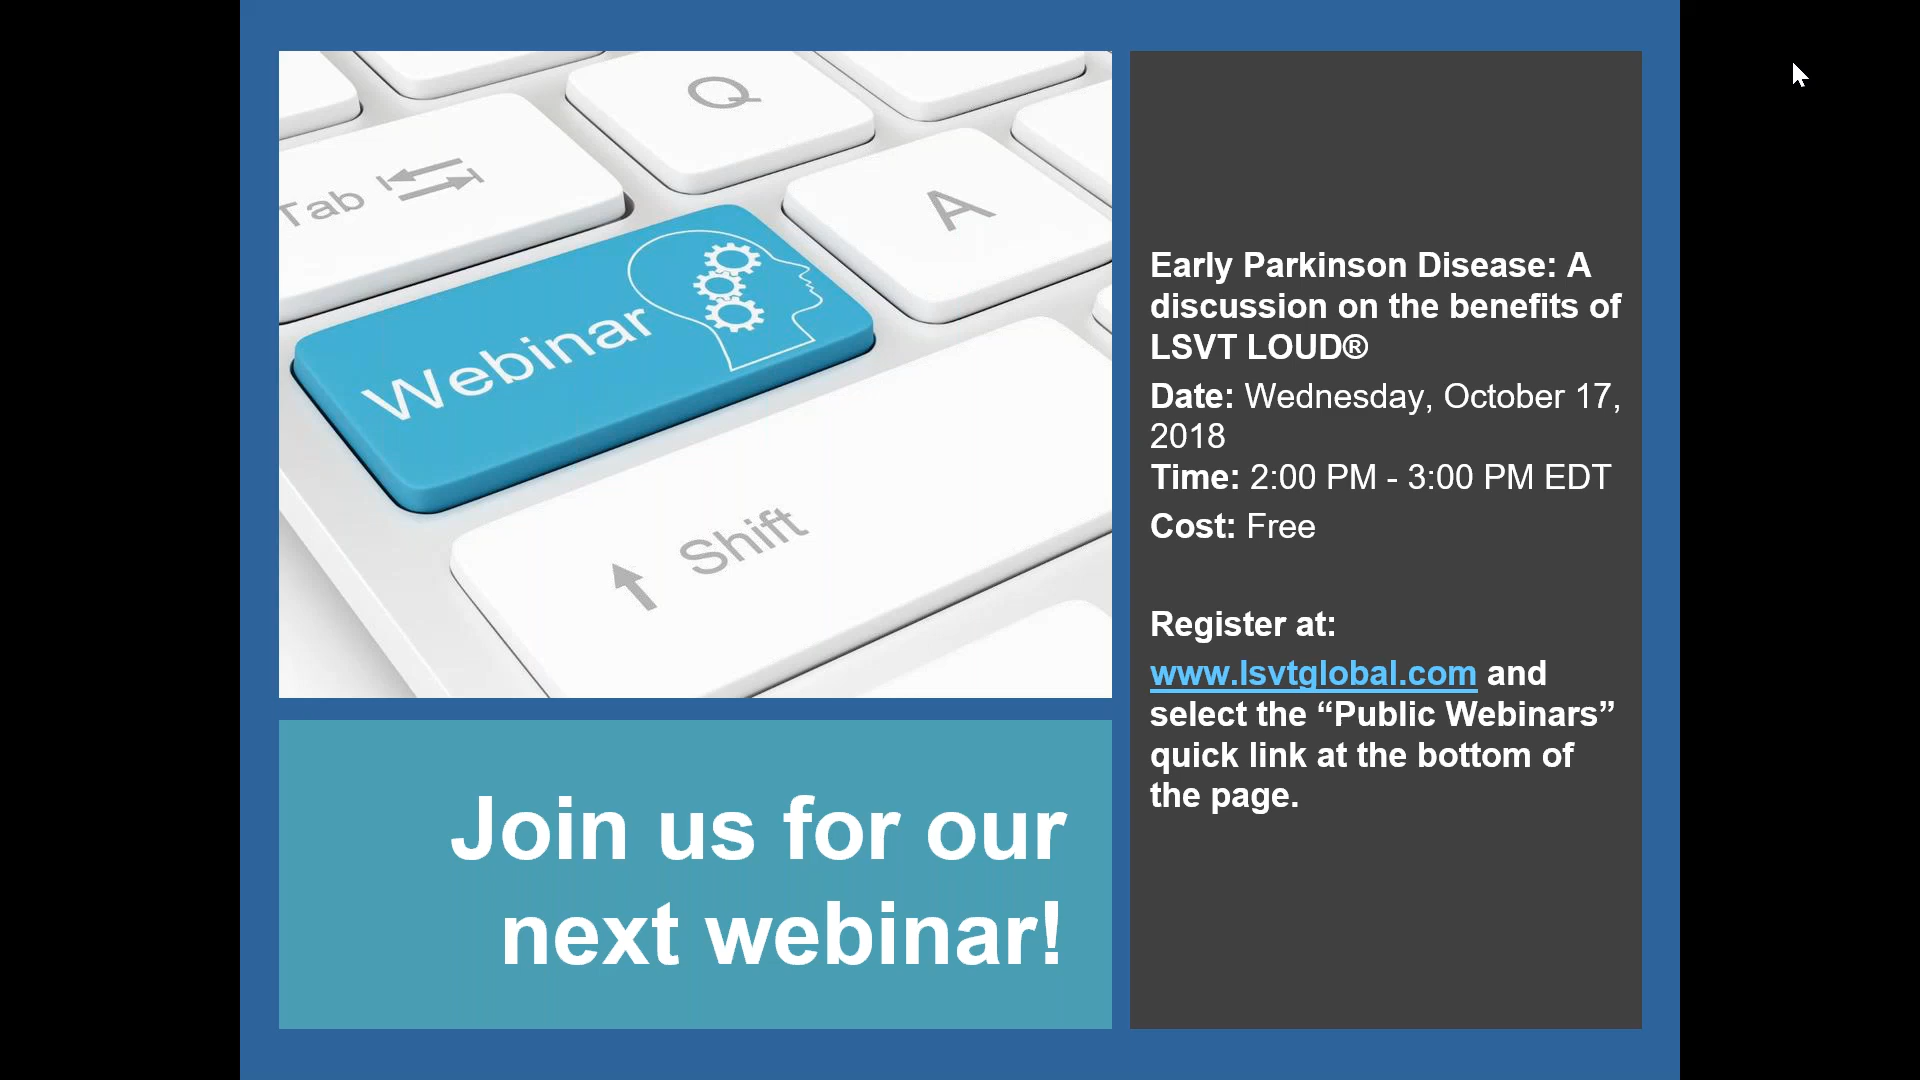 Q
Tab
A
Webinar
Shift
Join us for our
next webinar!
Early Parkinson Disease: A
discussion on the benefits of
LSVT LOUD®
Date: Wednesday, October 17,
2018
Time: 2:00 PM - 3:00 PM EDT
Cost: Free
Register at:
www.lsvtglobal.com and
select the “Public Webinars”
quick link at the bottom of
the page.